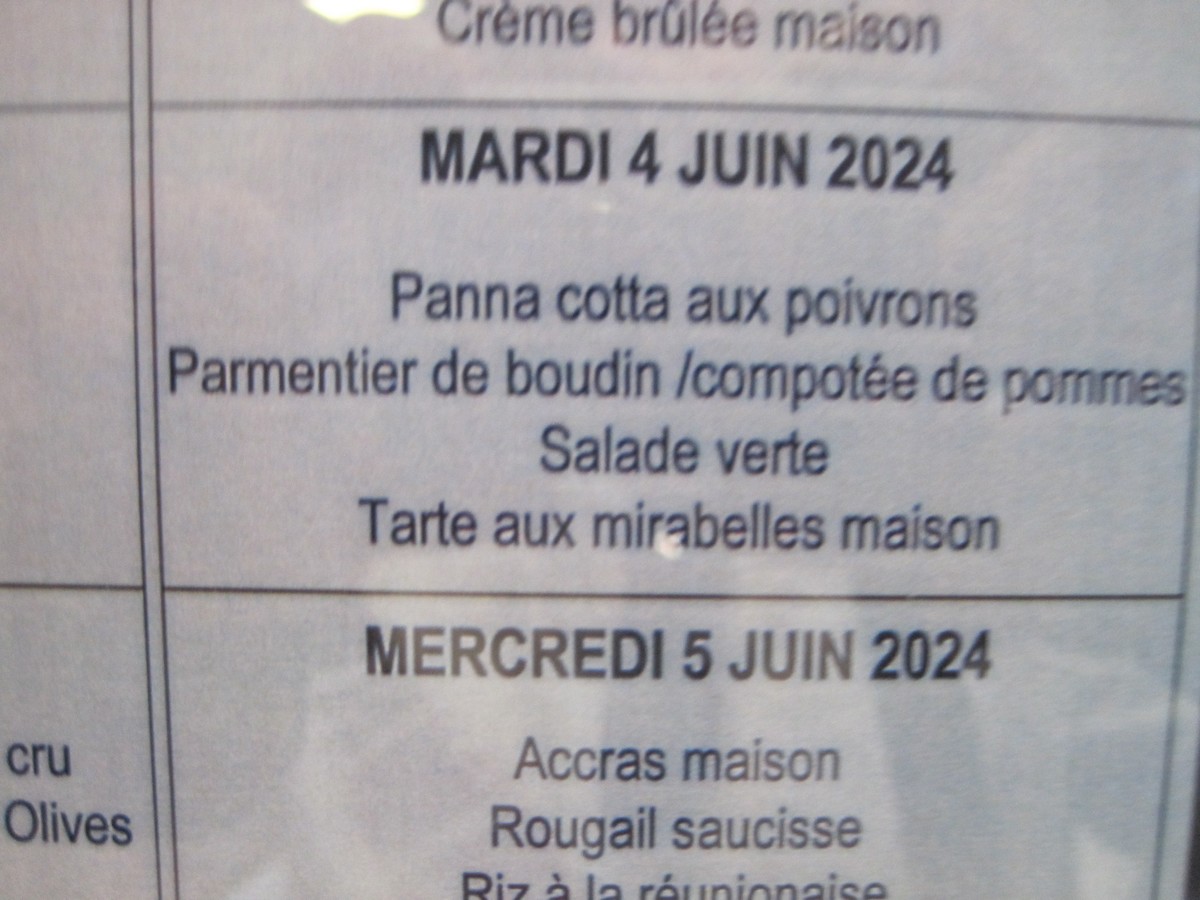 Crème brûlée maison
MARDI 4 JUIN 2024
Panna cotta aux poivrons
Parmentier de boudin /compotée de pommes
Salade verte
Tarte aux mirabelles maison
MERCREDI 5 JUIN 2024
cru
Olives
Accras maison
Rougail saucisse
Riz à la réunionaise